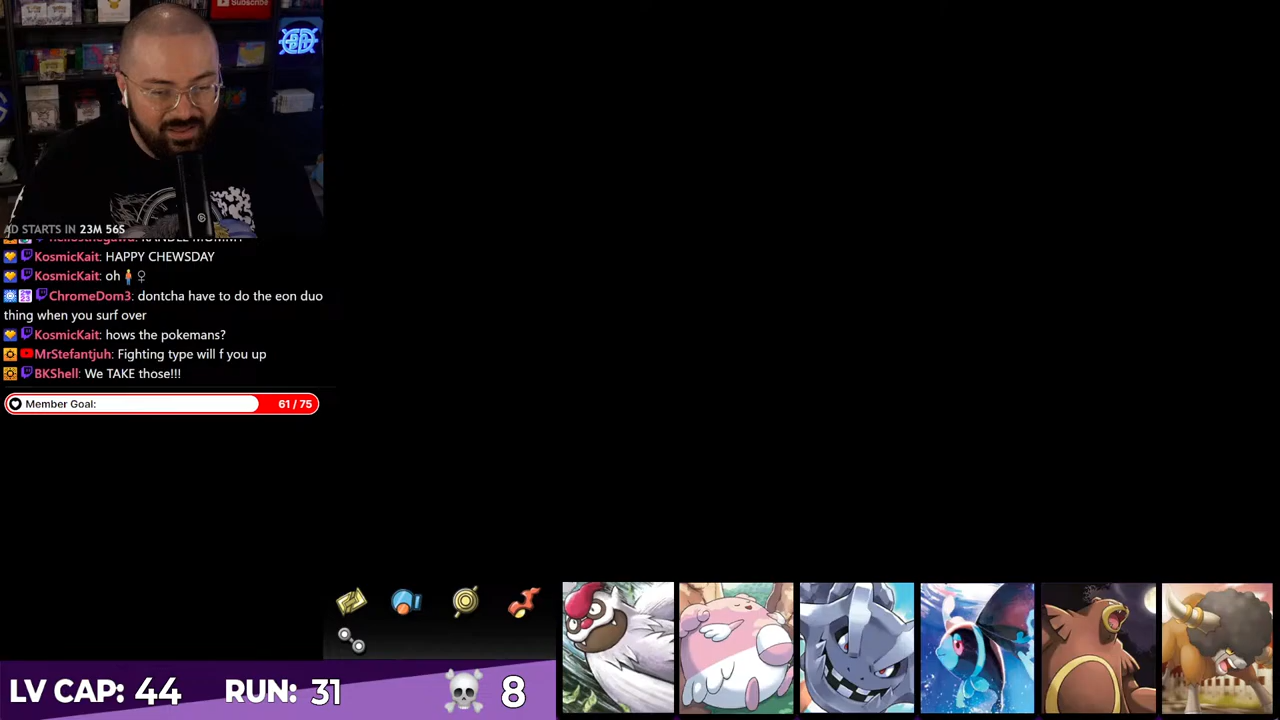 Subscribe
AD STARTS IN 23M 56S
KosmicKait: HAPPY CHEWSDAY
KosmicKait: oh
ChromeDom3: dontcha have to do the eon duo
thing when you surf over
KosmicKait: hows the pokemans?
MrStefantjuh: Fighting type will f you up
BKShell: We TAKE those!!!
Member Goal: 61 / 75
LV CAP: 44 RUN: 31 8